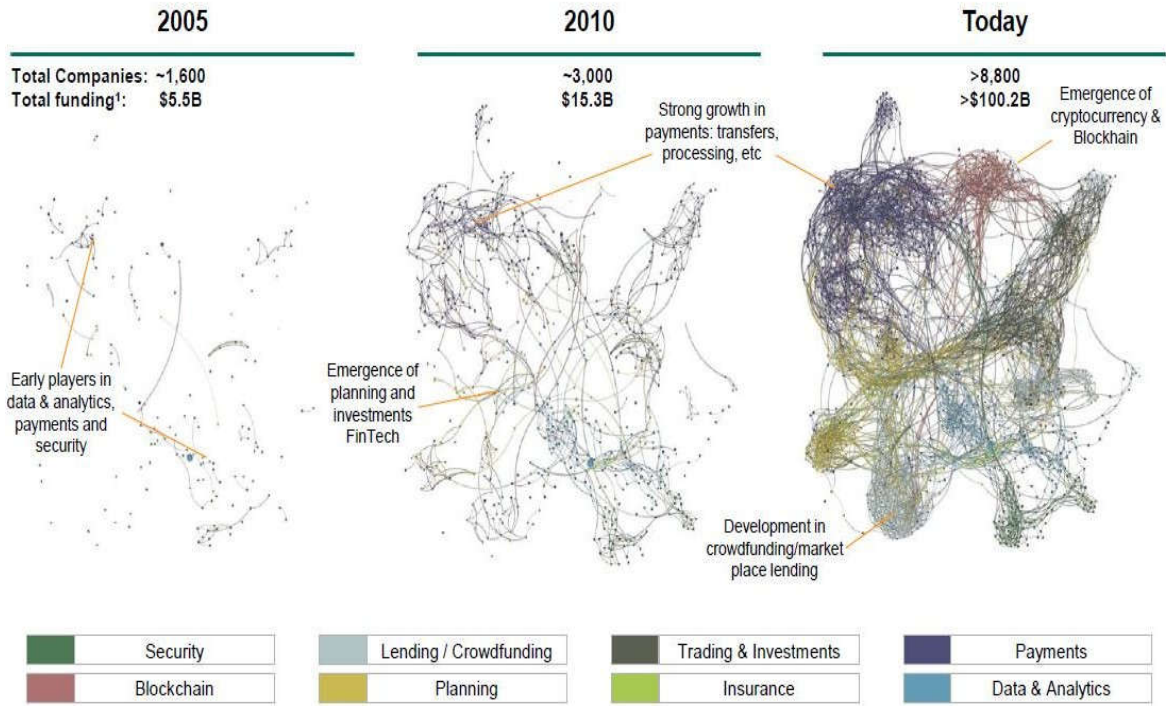 2005
2010
Today
Total Companies: ~1,600
Total funding¹: $5.5B
~3,000
$15.3B
>8,800
>$100.2B
Strong growth in
payments: transfers,
processing, etc
Emergence of
cryptocurrency &
Blockhain
Early players in
data & analytics,
payments and
security
Emergence of
planning and
investments
FinTech
Development in
crowdfunding/market
place lending
Security
Lending / Crowdfunding
Trading & Investments
Payments
Blockchain
Planning
Insurance
Data & Analytics